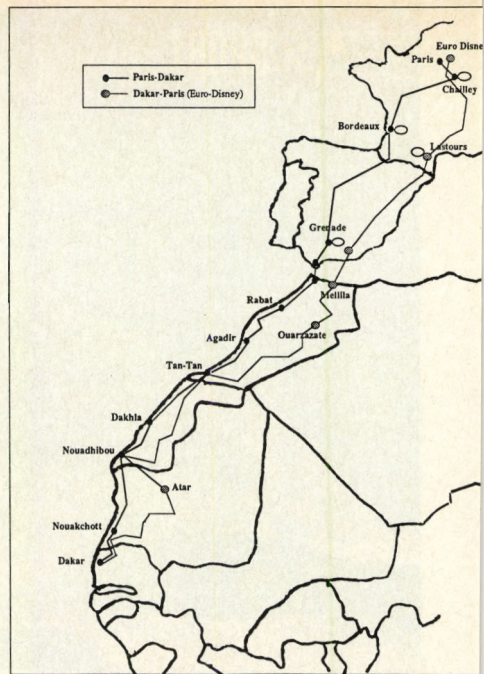 Euro Disne
Paris
Chailley
Paris-Dakar
Dakar-Paris (Euro-Disney)
Bordeaux
Lastours
Grenade
Melilla
Rabat
Ouarzazate
Agadir
Tan-Tan
Dakhla
Nouadhibou
Atar
Nouakchott
Dakar